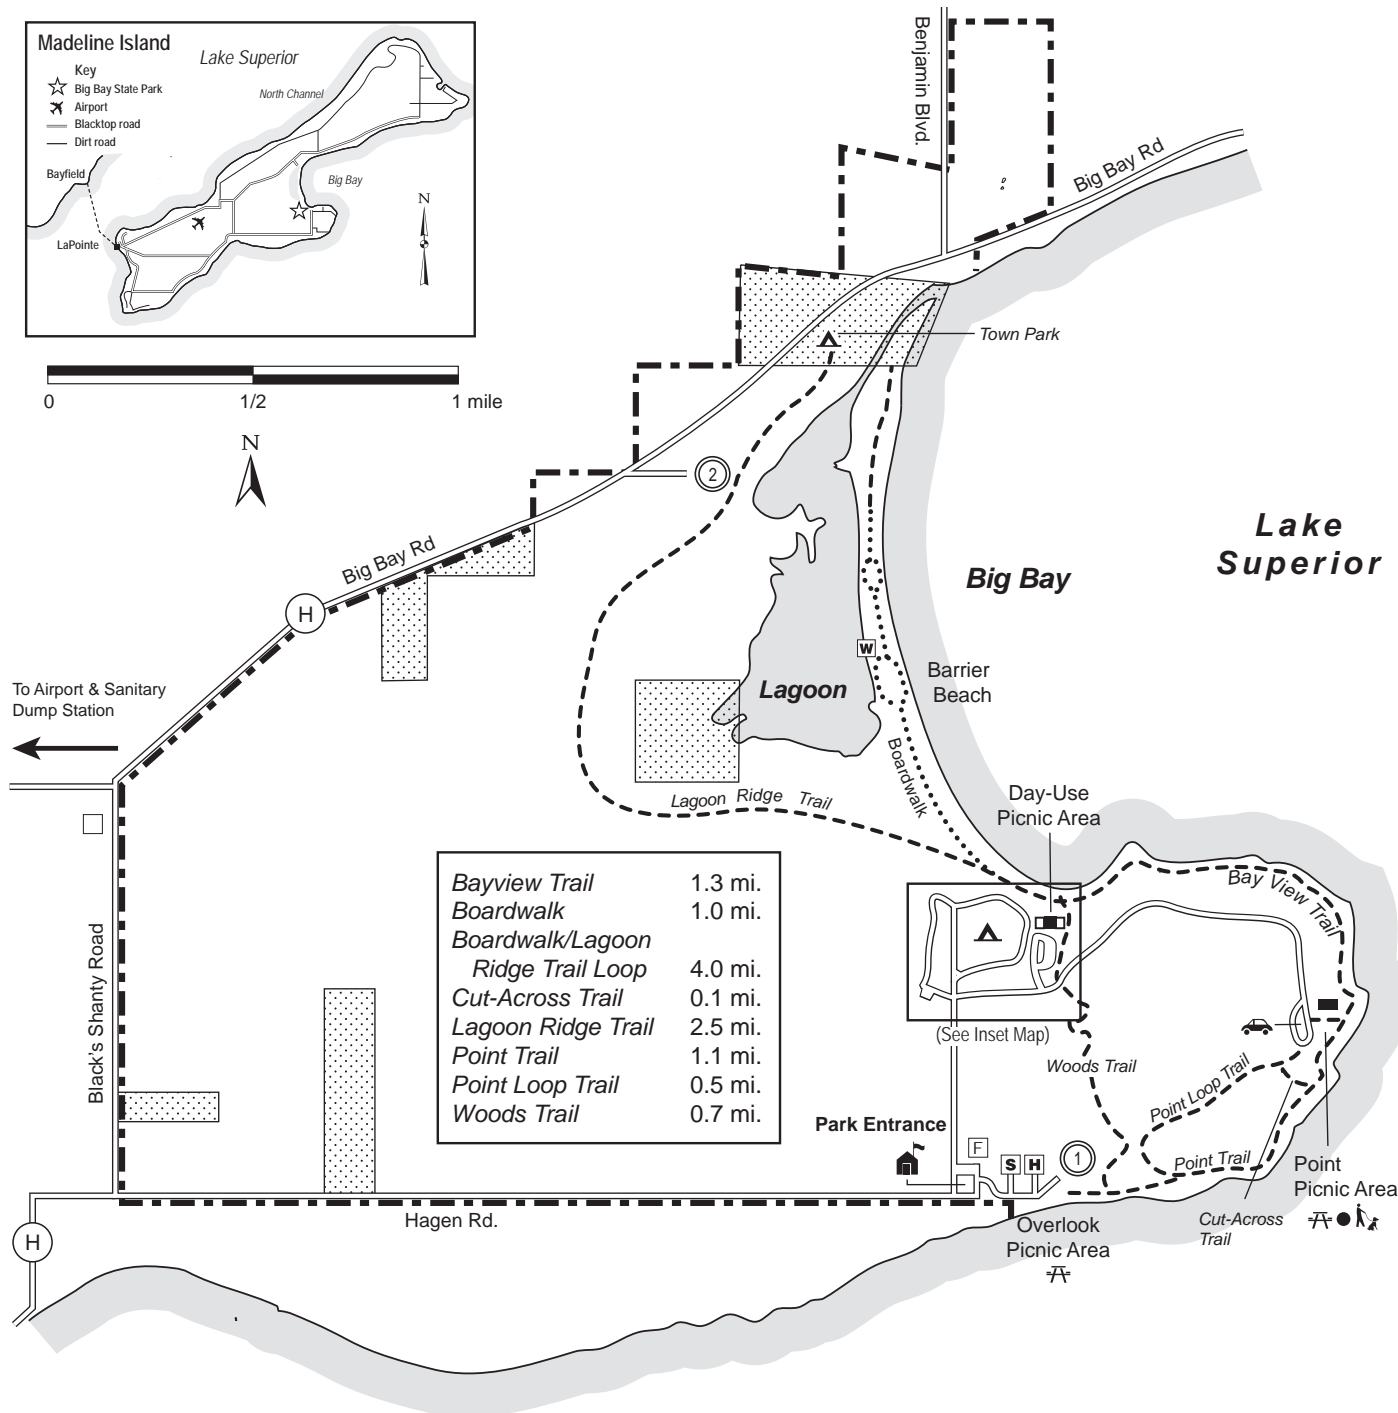 Madeline Island
Key
Big Bay State Park
Airport
Blacktop road
Dirt road
Lake Superior
North Channel
Bayfield
Big Bay
N
LaPointe
0 1/2 1 mile
N
Benjamin Blvd.
Big Bay Rd
Town Park
2
Lake
Superior
Big Bay Rd
Big Bay
H
W
Barrier
Beach
To Airport & Sanitary
Dump Station
Lagoon
Boardwalk
Day-Use
Picnic Area
Lagoon Ridge Trail
Bay View Trail
Bayview Trail 1.3 mi.
Boardwalk 1.0 mi.
Boardwalk/Lagoon
Ridge Trail Loop 4.0 mi.
Cut-Across Trail 0.1 mi.
Lagoon Ridge Trail 2.5 mi.
Point Trail 1.1 mi.
Point Loop Trail 0.5 mi.
Woods Trail 0.7 mi.
Black's Shanty Road
(See Inset Map)
Woods Trail
Point Loop Trail
Park Entrance
F
S
H
1
Point Trail
Point
Picnic Area
Hagen Rd.
Overlook
Picnic Area
Cut-Across
Trail
H